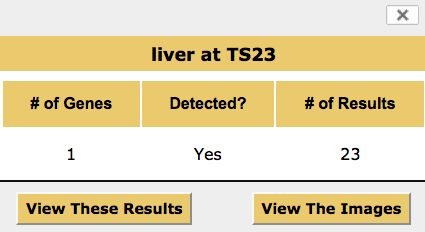 liver at TS23
# of Genes Detected? # of Results
1 Yes 23
View These Results View The Images